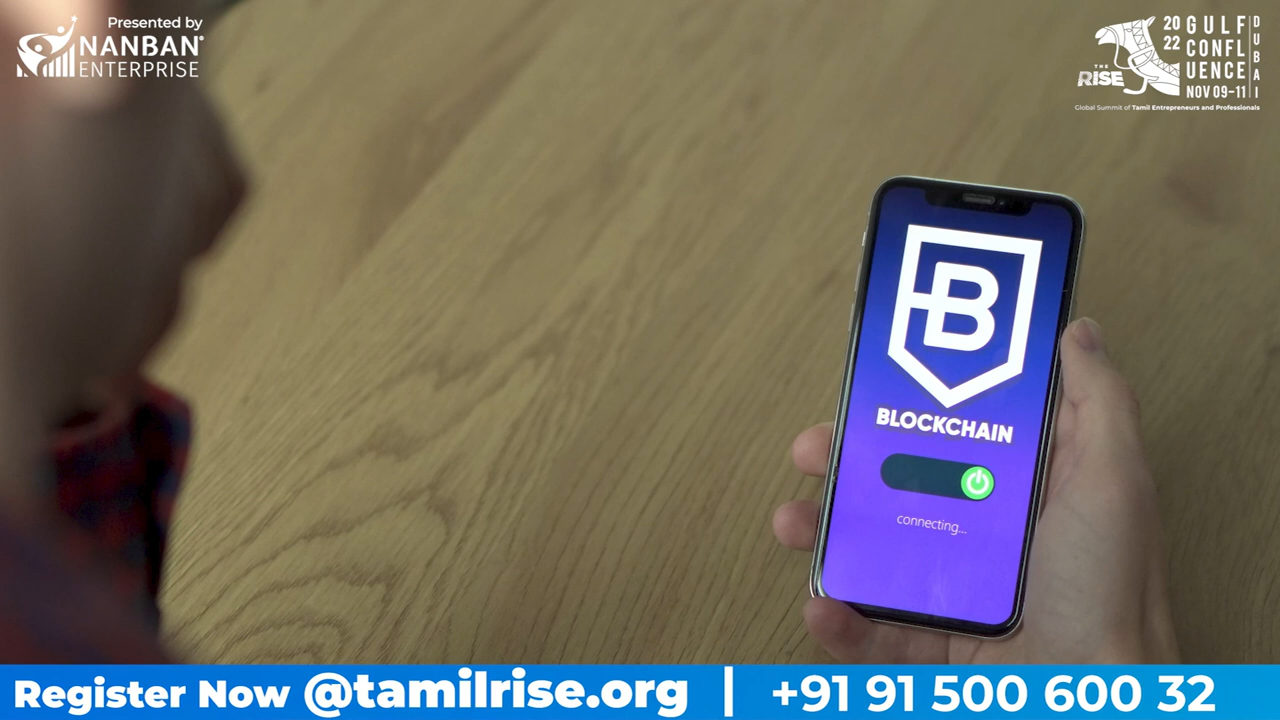 Presented by
NANBAN®
ENTERPRISE
THE
RISE
20
22
GULF
CONFL
UENCE
NOV 09-11
DUBAI
Global Summit of Tamil Entrepreneurs and Professionals
B
BLOCKCHAIN
connecting...
Register Now @tamilrise.org | +91 91 500 600 32